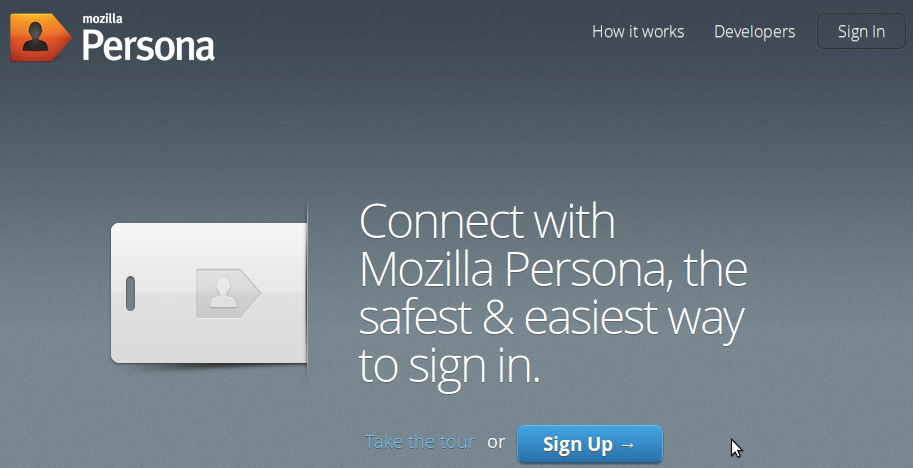 mozilla
Persona
How it works
Developers
Sign In
Connect with
Mozilla Persona, the
safest & easiest way
to sign in.
Take the tour or Sign Up →